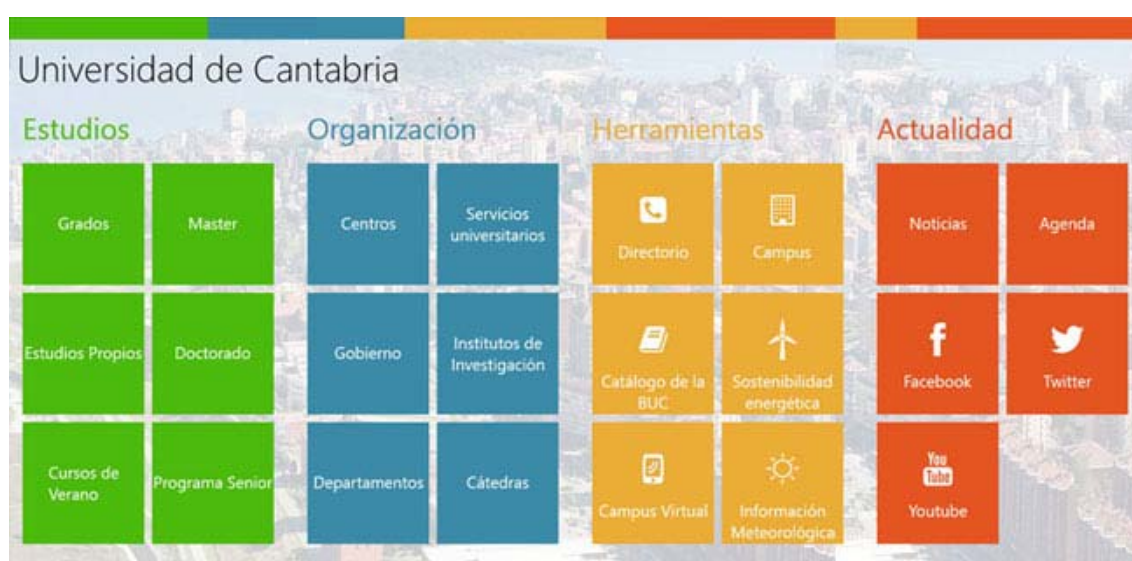 Universidad de Cantabria
Estudios
Grados
Master
Estudios Propios
Doctorado
Cursos de
Verano
Programa Senior
Organización
Centros
Servicios
universitarios
Gobierno
Institutos de
Investigación
Departamentos
Cátedras
Herramientas
Directorio
Campus
Catálogo de la
BUC
Sostenibilidad
energética
Campus Virtual
Información
Meteorológica
Actualidad
Noticias
Agenda
f
Facebook
Twitter
You
Tube
Youtube